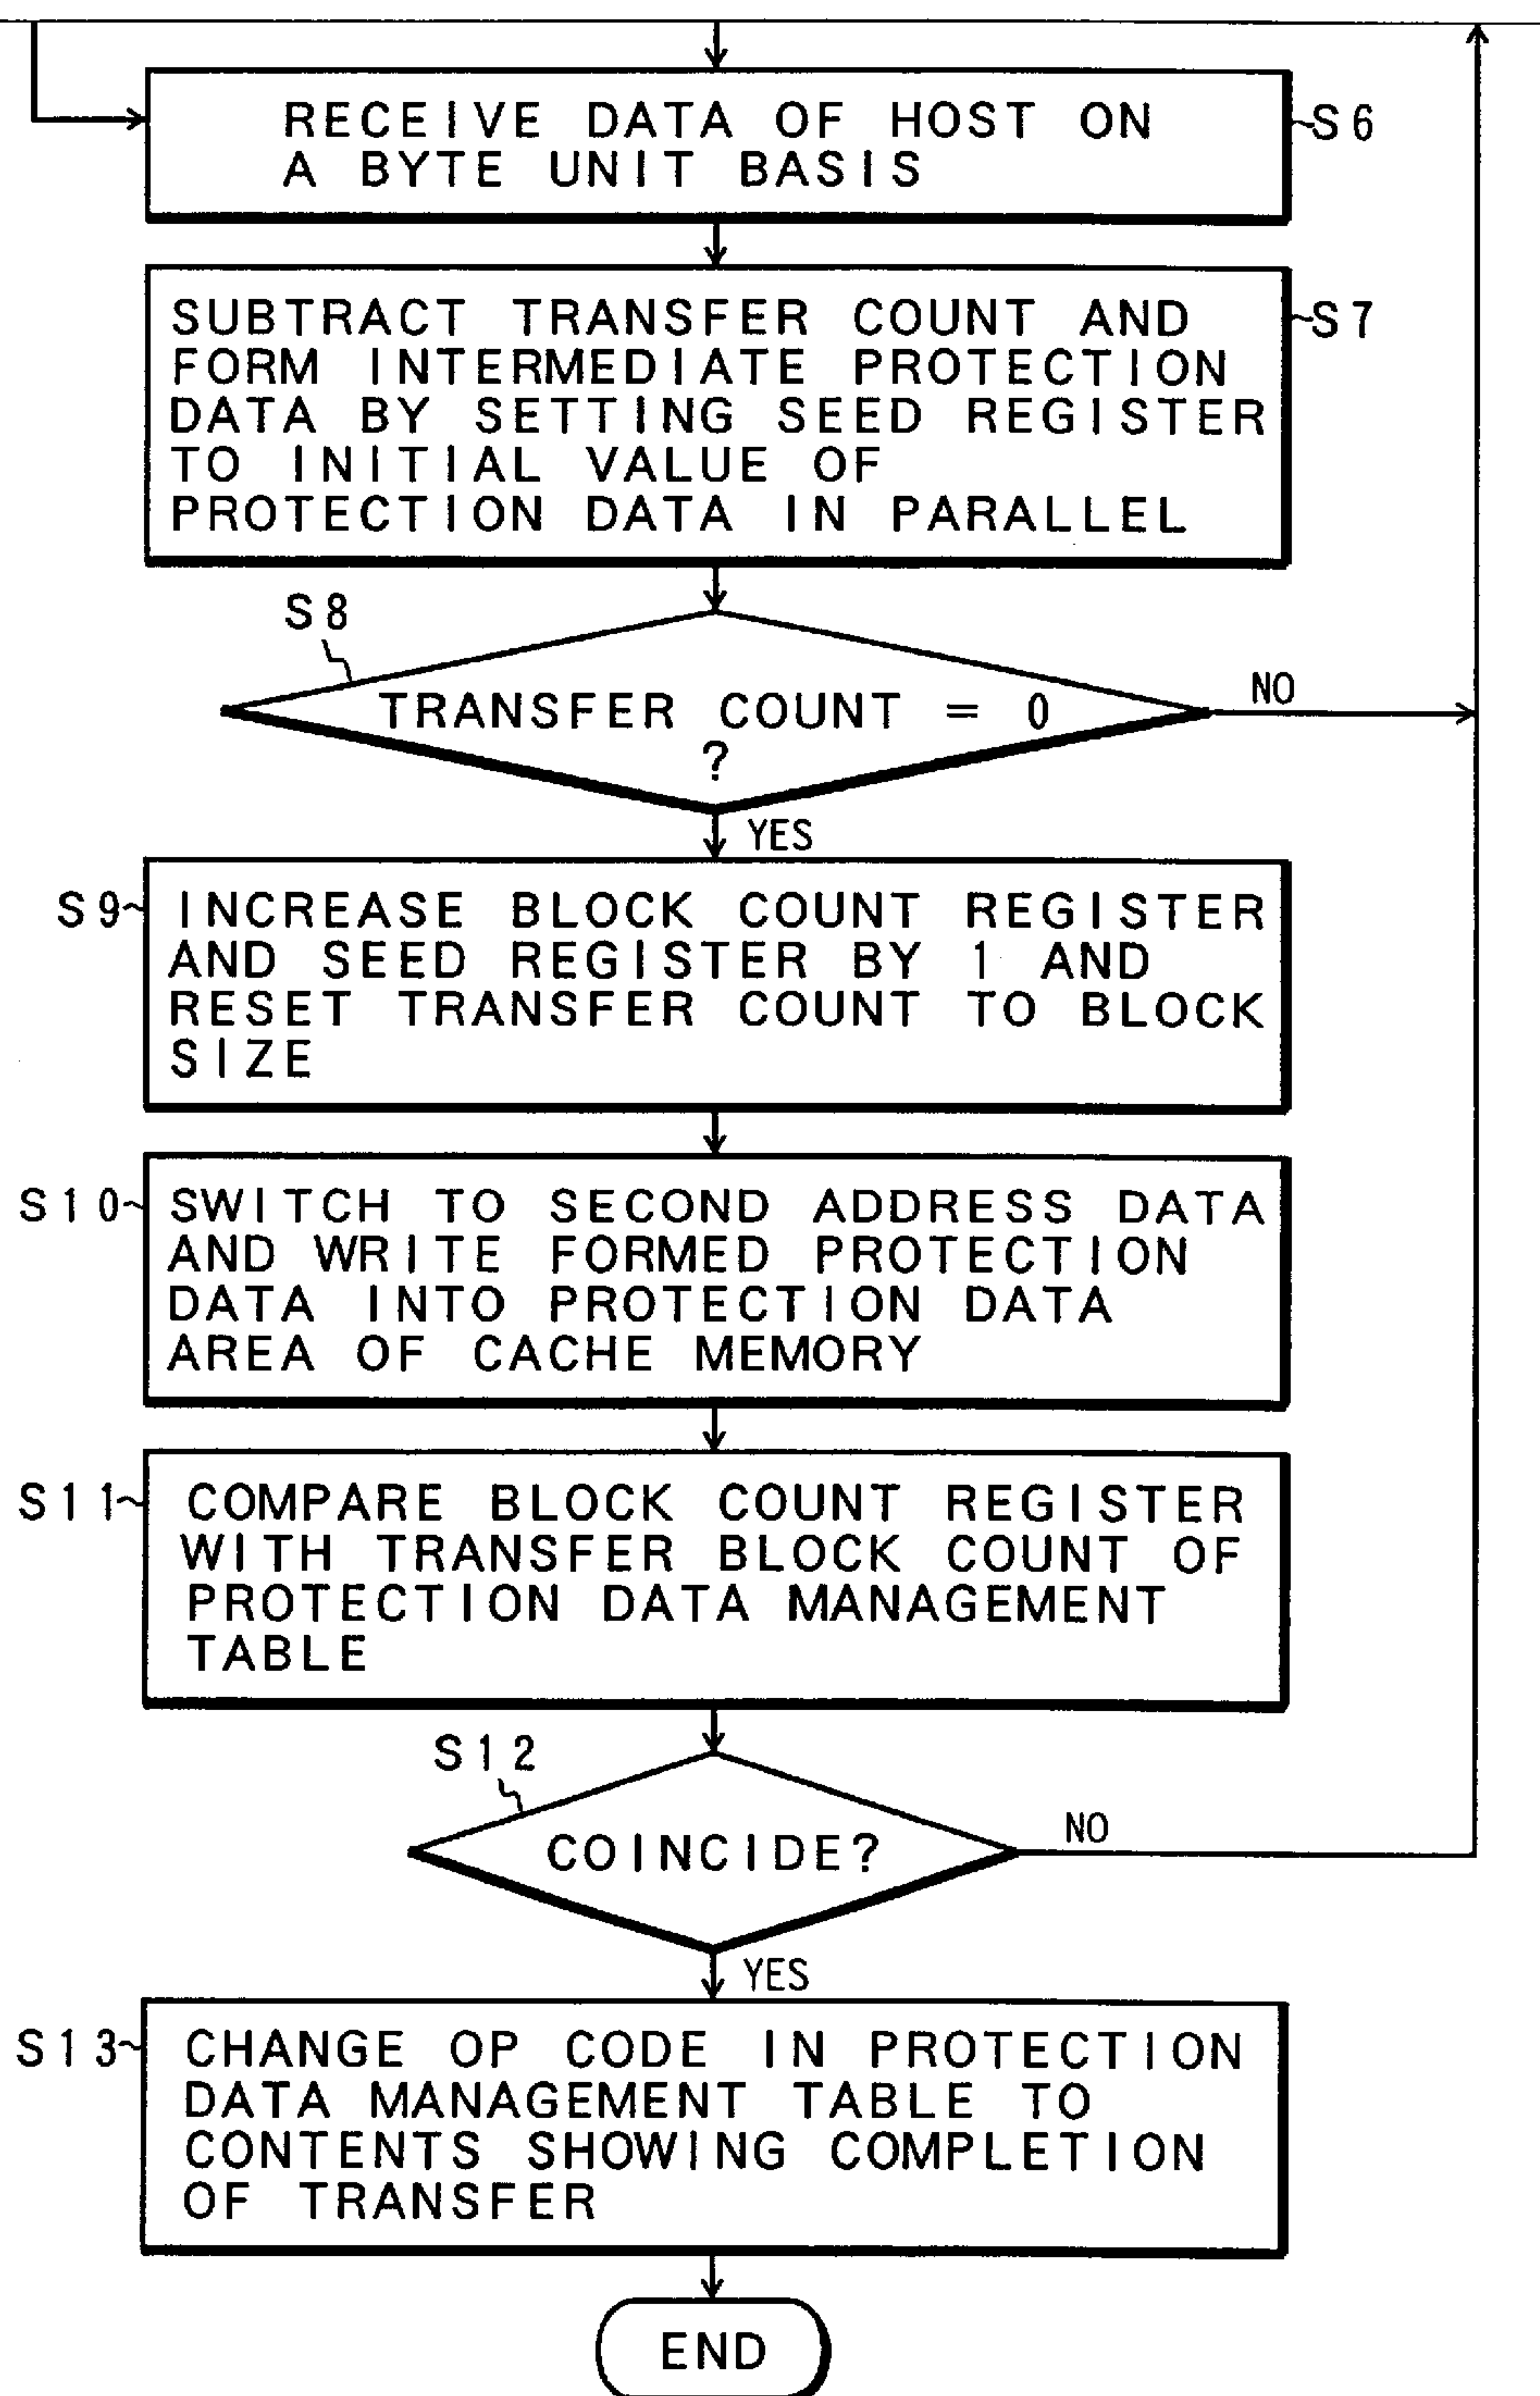 RECEIVE DATA OF HOST ON
A BYTE UNIT BASIS
S6
SUBTRACT TRANSFER COUNT AND
FORM INTERMEDIATE PROTECTION
DATA BY SETTING SEED REGISTER
TO INITIAL VALUE OF
PROTECTION DATA IN PARALLEL
S7
S8
TRANSFER COUNT = 0
?
NO
YES
S9
INCREASE BLOCK COUNT REGISTER
AND SEED REGISTER BY 1 AND
RESET TRANSFER COUNT TO BLOCK
SIZE
S10
SWITCH TO SECOND ADDRESS DATA
AND WRITE FORMED PROTECTION
DATA INTO PROTECTION DATA
AREA OF CACHE MEMORY
S11
COMPARE BLOCK COUNT REGISTER
WITH TRANSFER BLOCK COUNT OF
PROTECTION DATA MANAGEMENT
TABLE
S12
COINCIDE?
NO
YES
S13
CHANGE OP CODE IN PROTECTION
DATA MANAGEMENT TABLE TO
CONTENTS SHOWING COMPLETION
OF TRANSFER
END